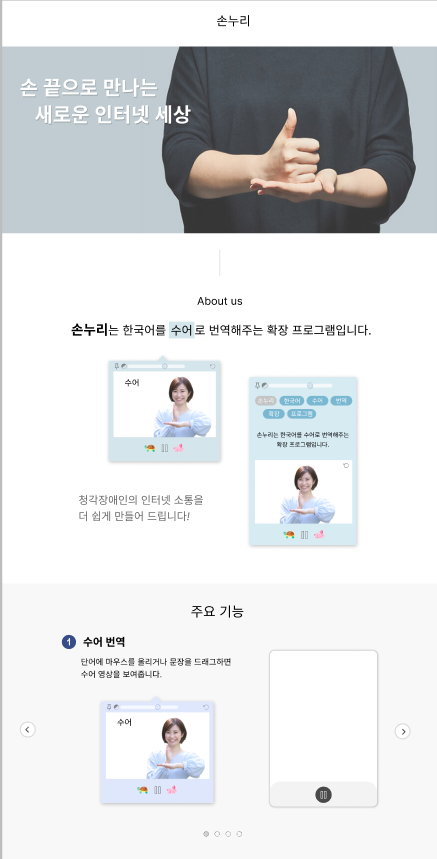 손누리
손 끝으로 만나는
새로운 인터넷 세상
About us
손누리는 한국어를 수어로 번역해주는 확장 프로그램입니다.
수어
손누리 한국어 수어 번역
확장 프로그램
손누리는 한국어를 수어로 번역해주는
확장 프로그램입니다.
청각장애인의 인터넷 소통을
더 쉽게 만들어 드립니다!
주요 기능
1 수어 번역
단어에 마우스를 올리거나 문장을 드래그하면
수어 영상을 보여줍니다.
수어